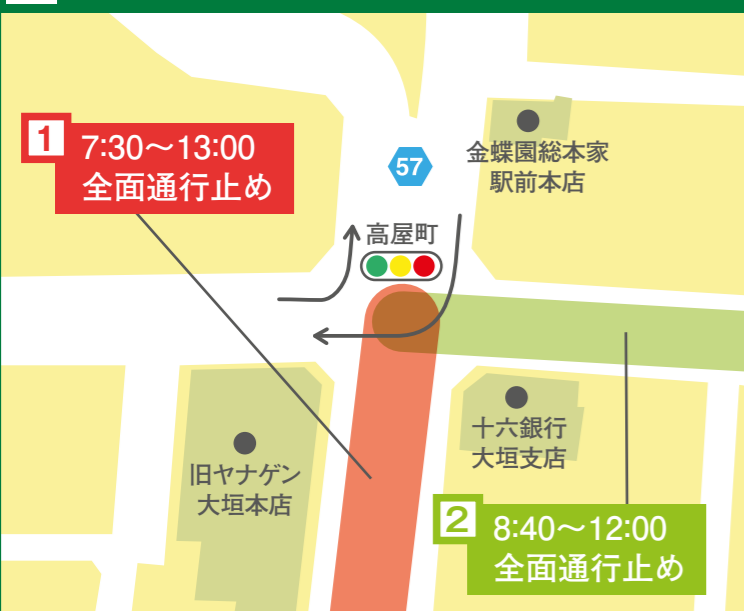 1
7:30〜13:00
全面通行止め
57
金蝶園総本家
駅前本店
高屋町
旧ヤナゲン
大垣本店
十六銀行
大垣支店
2
8:40〜12:00
全面通行止め